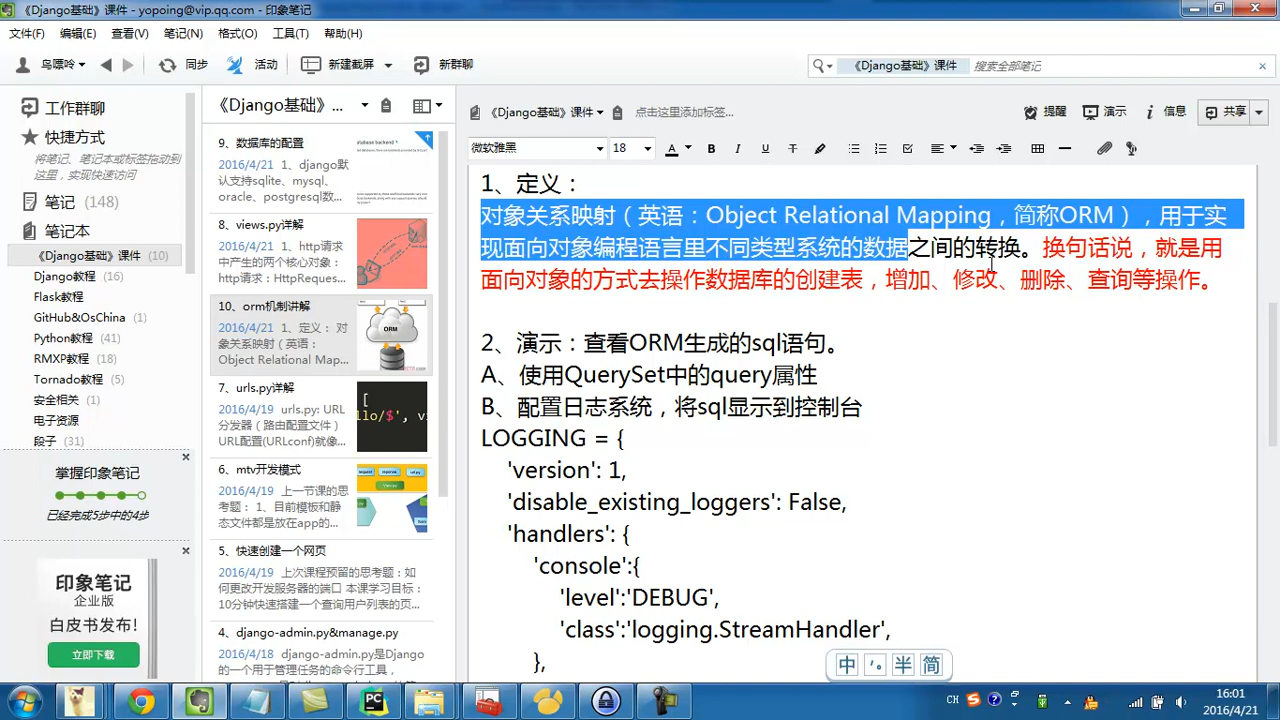 《Django基础》课件 - yopoing@vip.qq.com - 印象笔记
文件(F) 编辑(E) 查看(V) 笔记(N) 格式(O) 工具(T) 帮助(H)
鸟嘌呤 同步 活动 新建截屏 新群聊 《Django基础》课件 搜索全部笔记
工作群聊
快捷方式
将笔记、笔记本或标签拖动到
这里，实现快速访问
笔记 (148)
笔记本
《Django基础》课件 (10)
Django教程 (16)
Flask教程
GitHub&OsChina (1)
Python教程 (41)
RMXP教程 (18)
Tornado教程 (5)
安全相关 (1)
电子资源
段子 (31)
掌握印象笔记
已经完成5步中的4步
印象笔记
企业版
白皮书发布！
立即下载
《Django基础》...
9、数据库的配置
2016/4/21 1、django默
认支持sqlite、mysql、
oracle、postgresql数...
8、views.py详解
2016/4/21 1、http请求
中产生的两个核心对象：
http请求：HttpReques...
10、orm机制讲解
2016/4/21 1、定义： 对
象关系映射（英语：
Object Relational Map...
ORM
7、urls.py详解
2016/4/19 urls.py: URL
分发器（路由配置文件）
URL配置(URLconf)就像...
6、mtv开发模式
2016/4/19 上一节课的思
考题： 1、目前模板和静
态文件都是放在app的...
5、快速创建一个网页
2016/4/19 上次课程预留的思考题：如
何更改开发服务器的端口 本课学习目标：
10分钟快速搭建一个查询用户列表的页...
4、django-admin.py&manage.py
2016/4/18 django-admin.py是Django
的一个用于管理任务的命令行工具，
《Django基础》课件 点击这里添加标签... 提醒 演示 信息 共享
微软雅黑 18
1、定义：
对象关系映射（英语：Object Relational Mapping，简称ORM），用于实
现面向对象编程语言里不同类型系统的数据之间的转换。换句话说，就是用
面向对象的方式去操作数据库的创建表，增加、修改、删除、查询等操作。
2、演示：查看ORM生成的sql语句。
A、使用QuerySet中的query属性
B、配置日志系统，将sql显示到控制台
LOGGING = {
'version': 1,
'disable_existing_loggers': False,
'handlers': {
'console':{
'level':'DEBUG',
'class':'logging.StreamHandler',
},
中 半 简
CH 16:01
2016/4/21